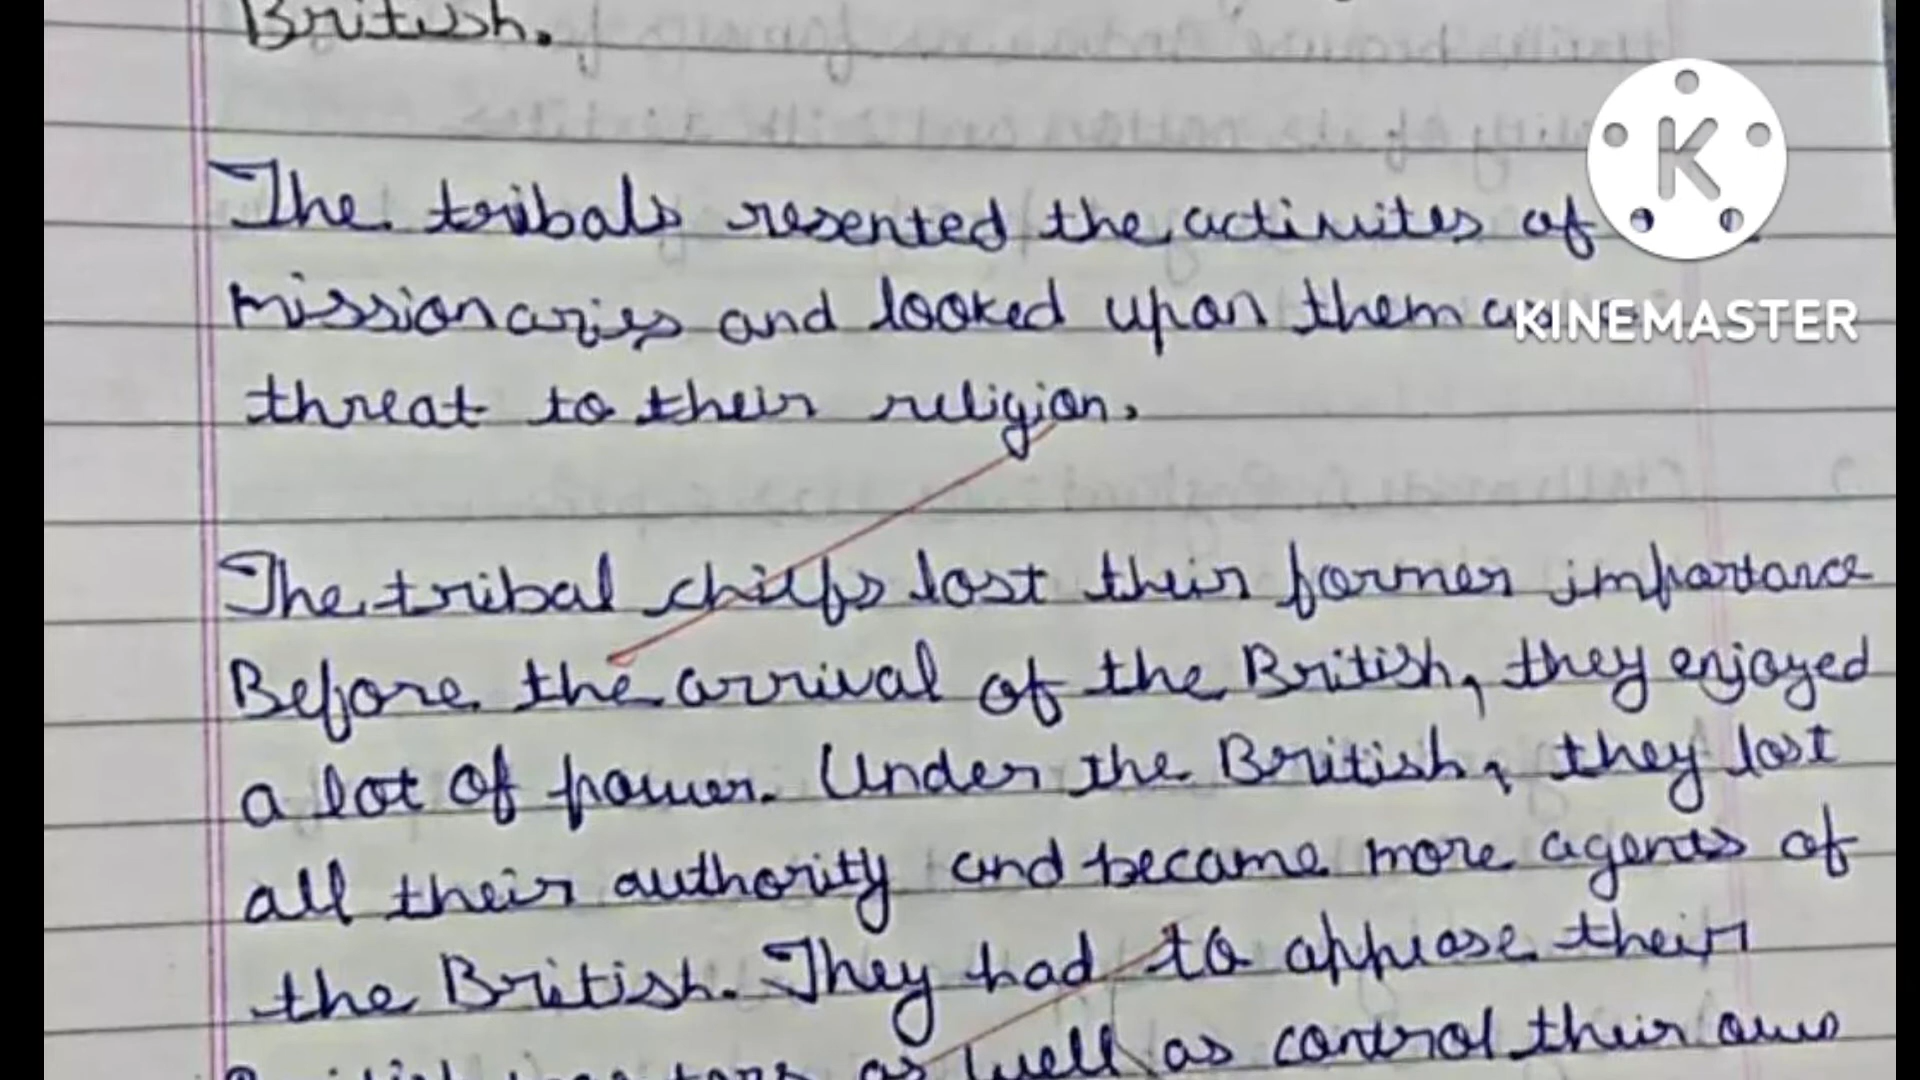 British.
The tribals resented the activites of
K
missionaries and looked upon them as
KINEMASTER
threat to their religion.
The tribal chiefs lost their former importance
Before the arrival of the British, they enjoyed
a lot of power. Under the British, they lost
all their authority and became more agents of
the British. They had to appease their
as well as control their own